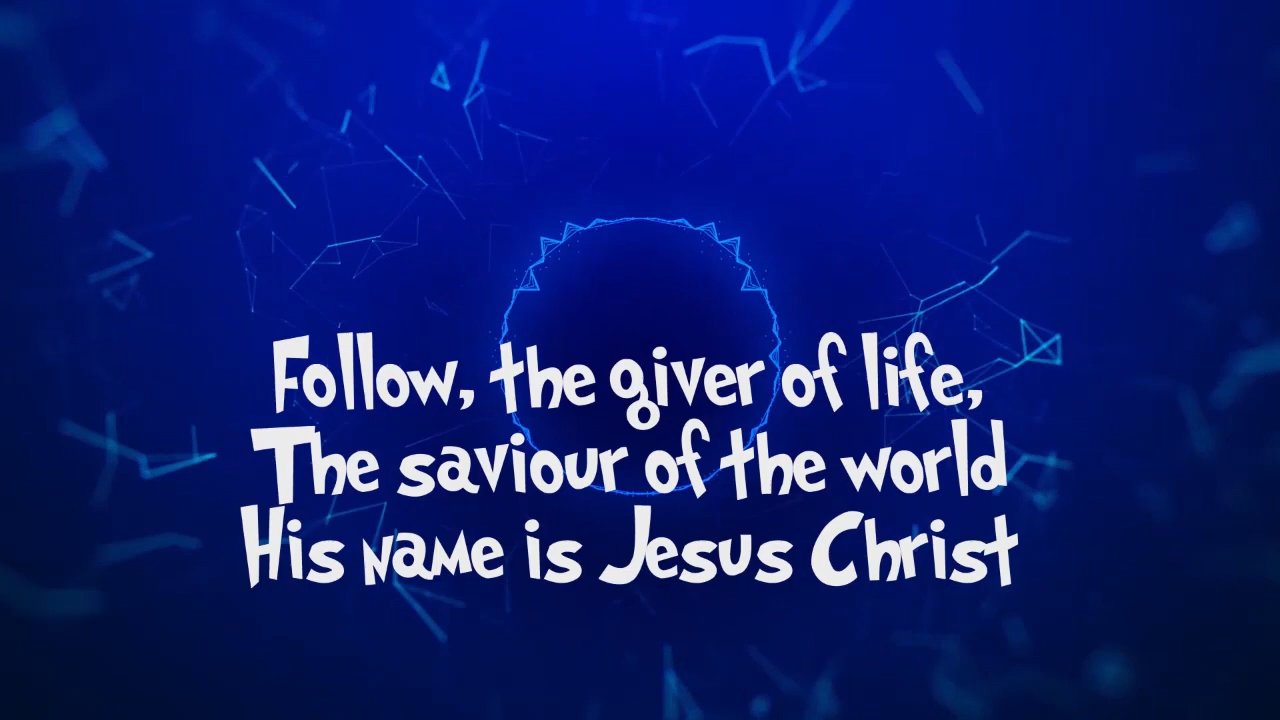 Follow, the giver of life,
The saviour of the world
His name is Jesus Christ